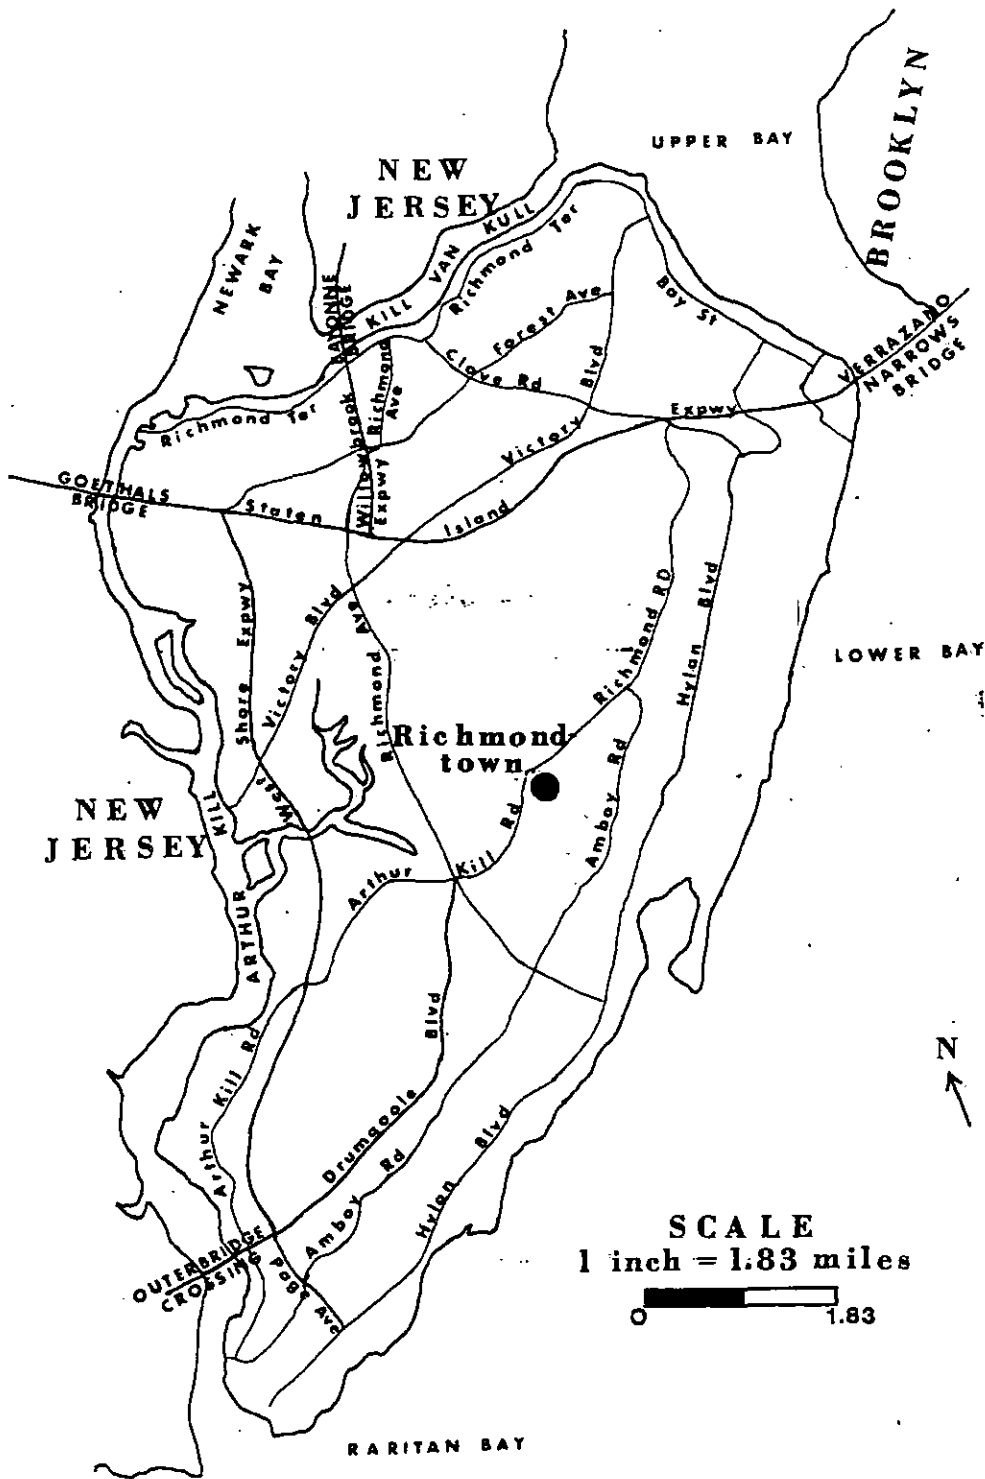 UPPER BAY
BROOKLYN
NEW
JERSEY
NEWARK
BAY
KILL VAN KULL
Richmond Ter
BAYONNE
BRIDGE
Forest Ave
Bay St
VERRAZANO
NARROWS
BRIDGE
Clove Rd
Richmond
Ave
Blvd
Expwy
Richmond Ter
Victory
Willowbrook
Expwy
GOETHALS
BRIDGE
Staten
Island
Shore Expwy
Victory Blvd
Ave
Richmond
Richmond RD
Hylan Blvd
LOWER BAY
Richmond-
town
West
Amboy Rd
NEW
JERSEY
KILL
ARTHUR
Arthur
Kill
Rd
Blvd
N
Arthur Kill Rd
Drumgoole
Amboy Rd
Hylan Blvd
OUTERBRIDGE
CROSSING
Page Ave
SCALE
1 inch = 1.83 miles
0 1.83
RARITAN BAY